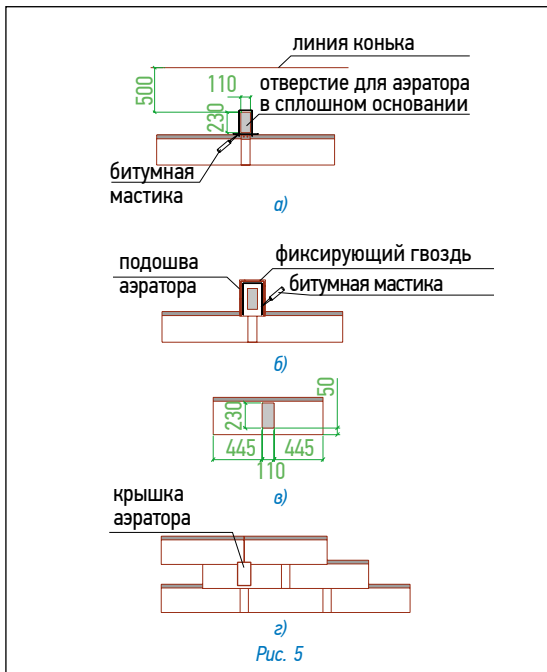 линия конька
500
110
отверстие для аэратора
в сплошном основании
230
битумная
мастика
а)
подошва
аэратора
фиксирующий гвоздь
битумная мастика
б)
230
50
445
445
110
в)
крышка
аэратора
г)
Рис. 5